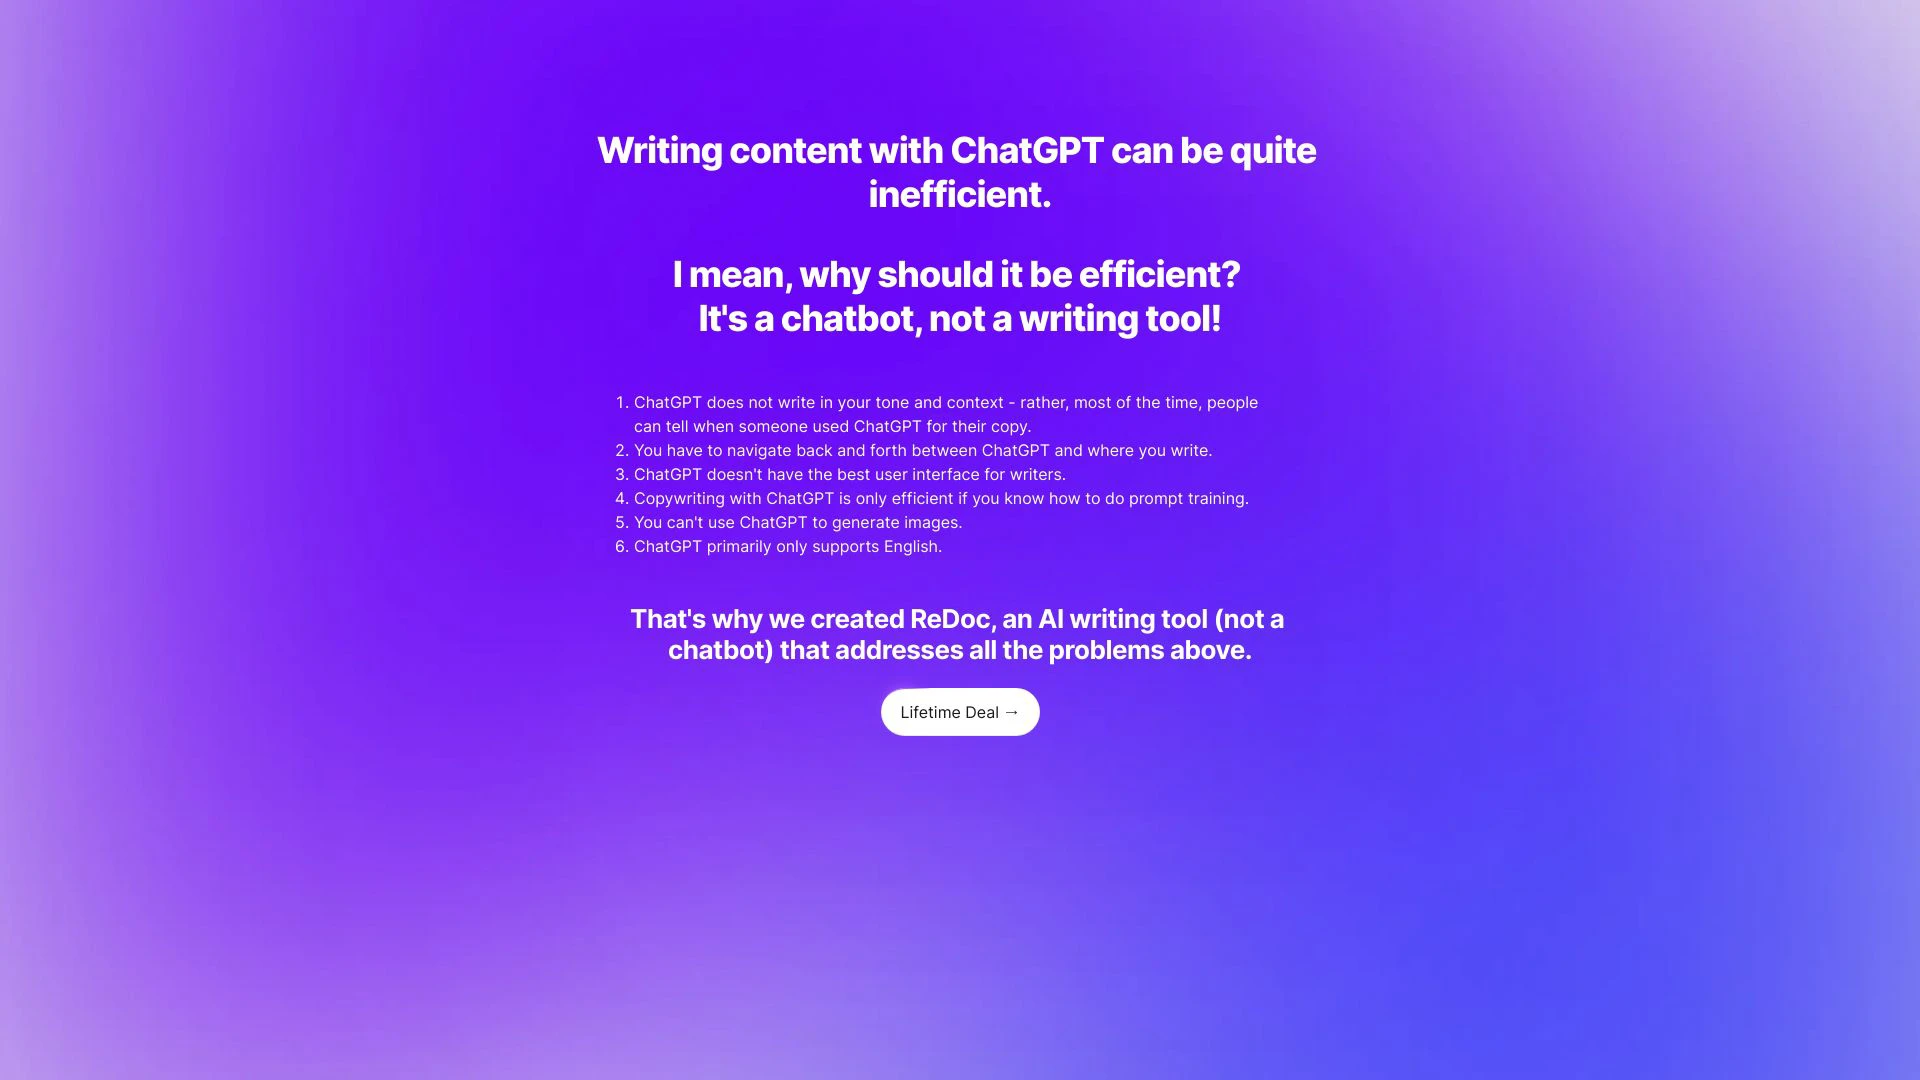 Writing content with ChatGPT can be quite
inefficient.
I mean, why should it be efficient?
It's a chatbot, not a writing tool!
1. ChatGPT does not write in your tone and context - rather, most of the time, people
can tell when someone used ChatGPT for their copy.
2. You have to navigate back and forth between ChatGPT and where you write.
3. ChatGPT doesn't have the best user interface for writers.
4. Copywriting with ChatGPT is only efficient if you know how to do prompt training.
5. You can't use ChatGPT to generate images.
6. ChatGPT primarily only supports English.
That's why we created ReDoc, an AI writing tool (not a
chatbot) that addresses all the problems above.
Lifetime Deal →